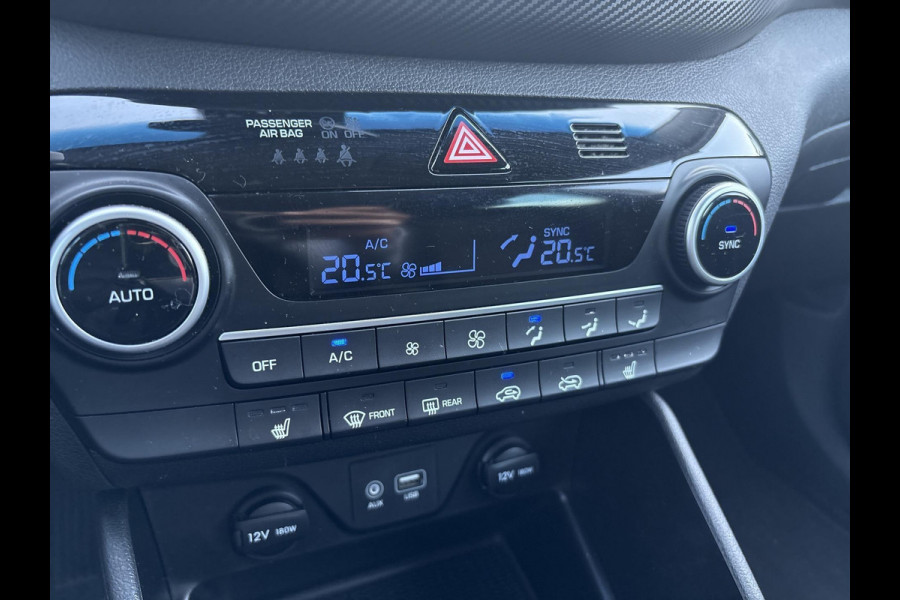 PASSENGER ON OFF
AIR BAG
A/C SYNC
20.5°C 20.5°C
AUTO
SYNC
OFF A/C
FRONT REAR
12V 180W
AUX USB
12V 180W